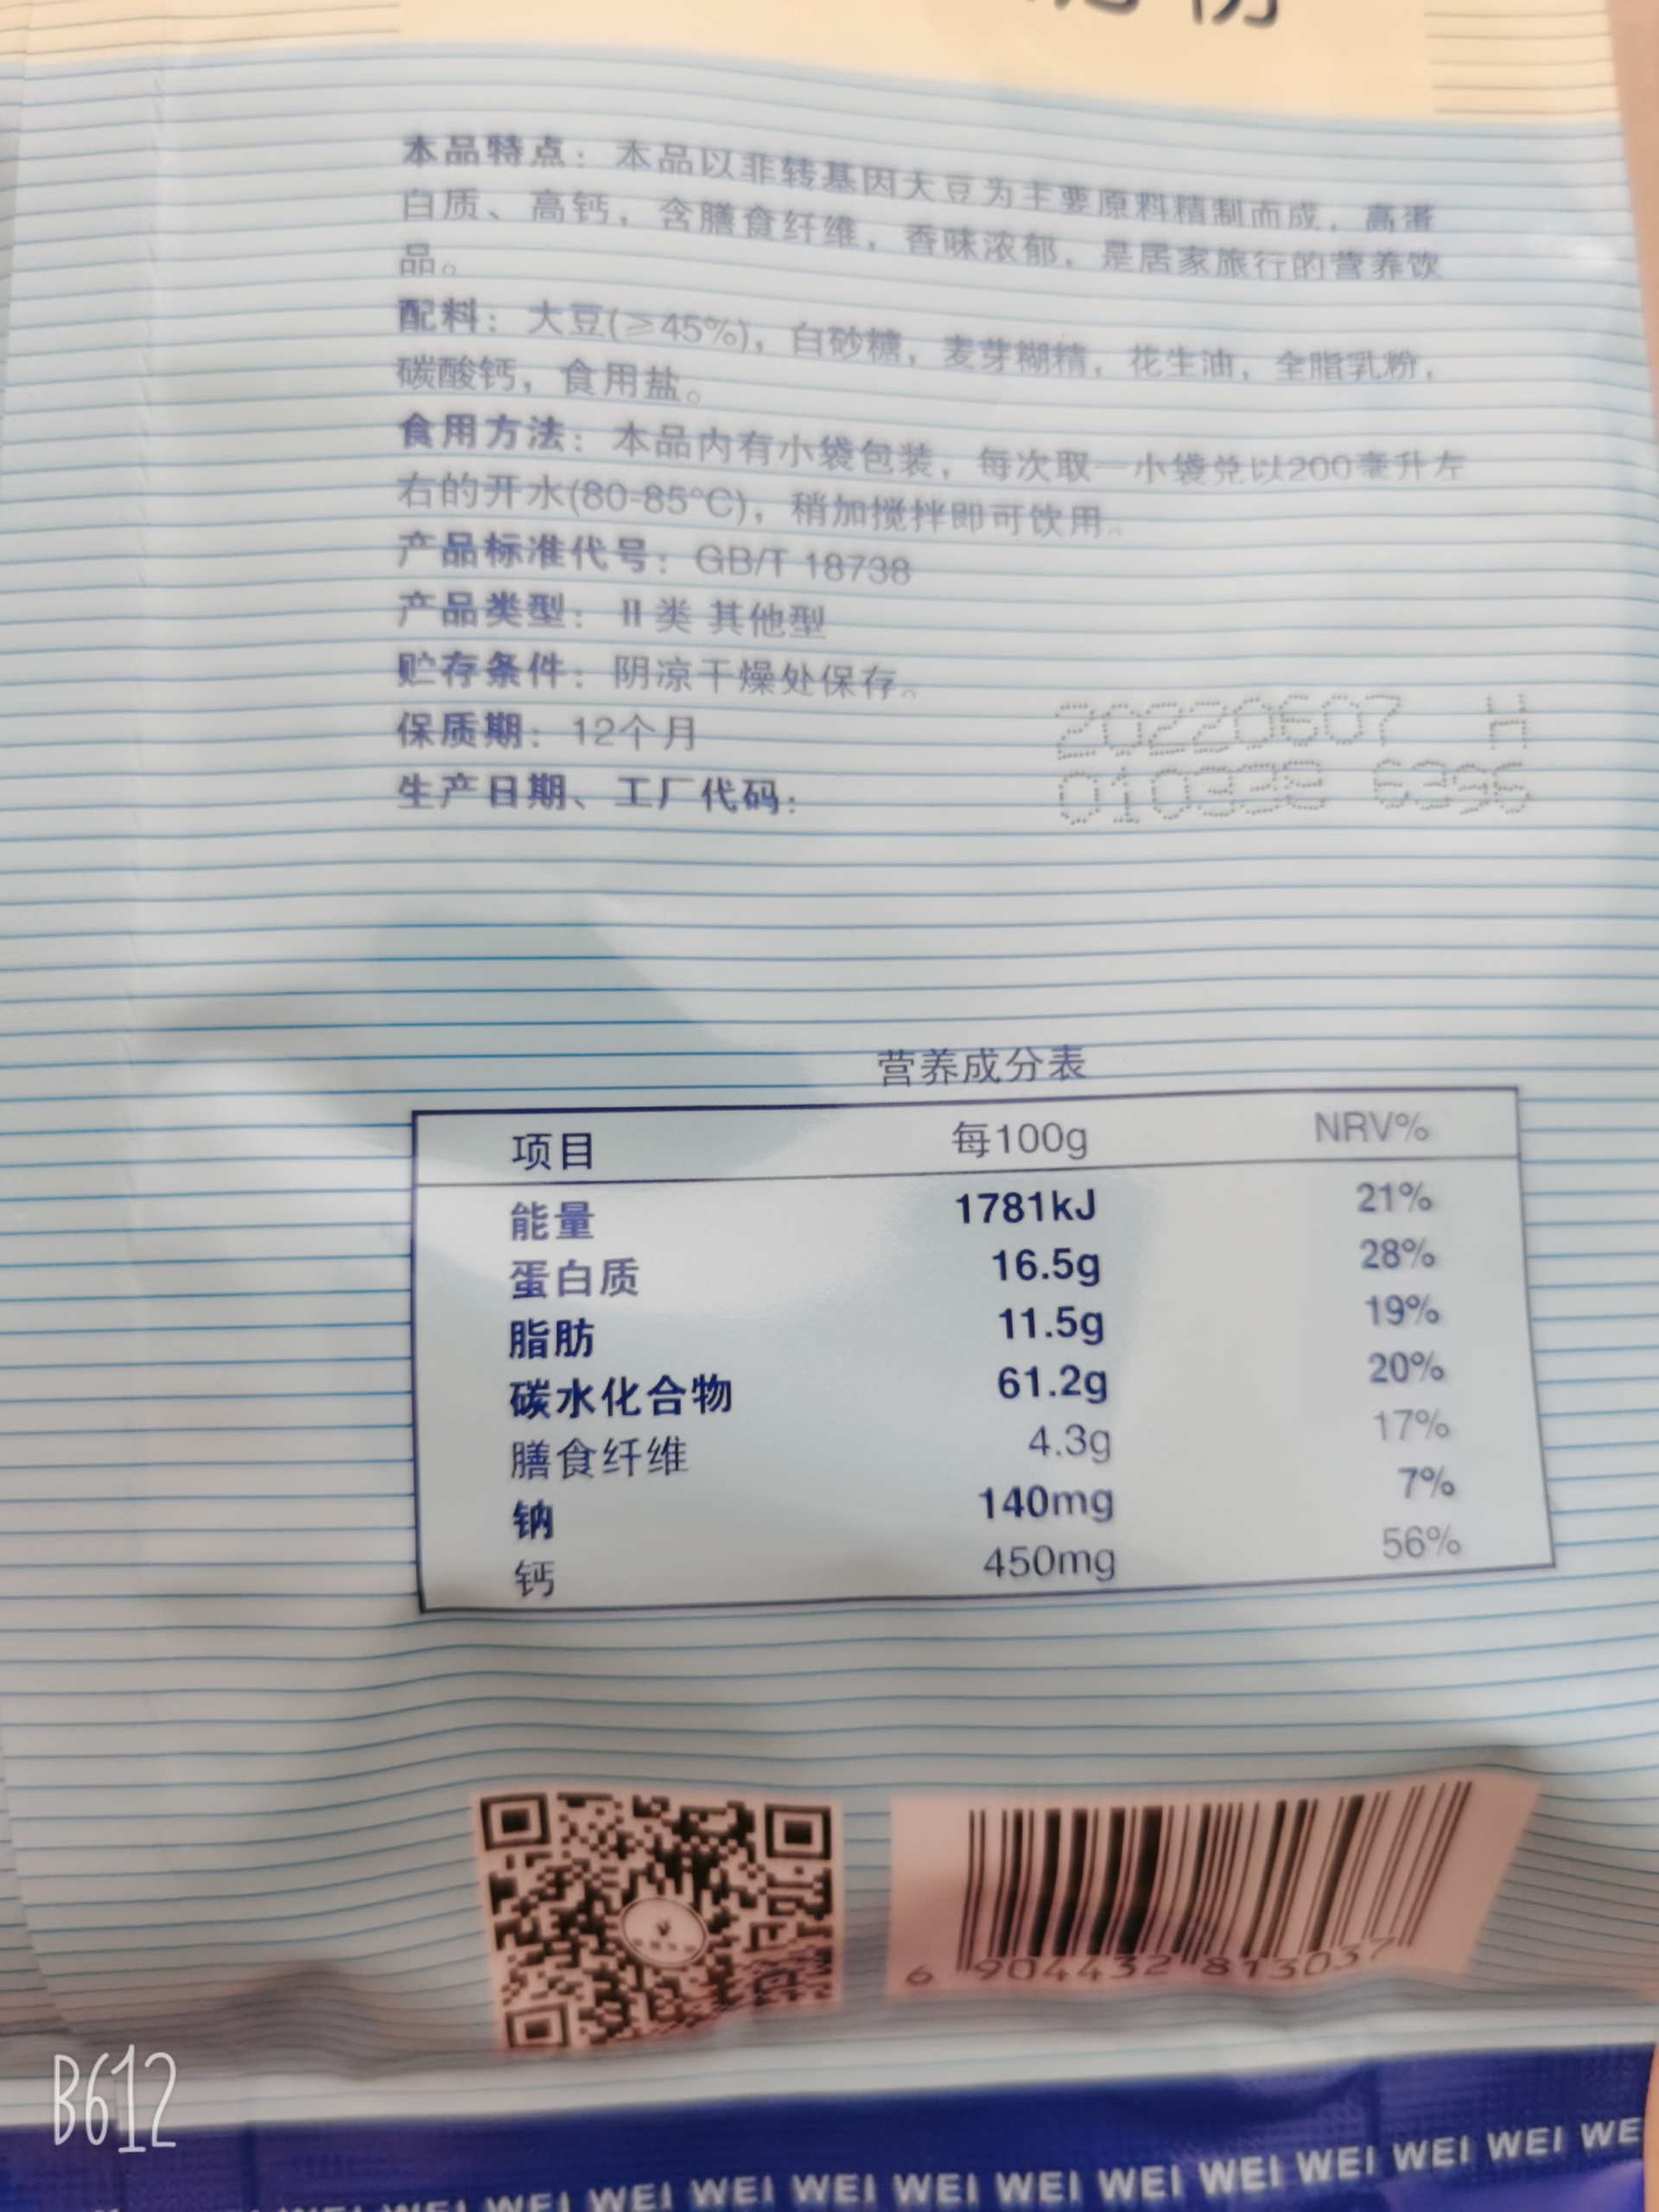 本品特点：本品以非转基因大豆为主要原料精制而成，高蛋
白质、高钙，含膳食纤维，香味浓郁，是居家旅行的营养饮
品。
配料：大豆(≥45%)，白砂糖，麦芽糊精，花生油，全脂乳粉，
碳酸钙，食用盐。
食用方法：本品内有小袋包装，每次取一小袋兑以200毫升左
右的开水(80-85°C)，稍加搅拌即可饮用。
产品标准代号：GB/T 18738
产品类型：II类 其他型
贮存条件：阴凉干燥处保存。
保质期：12个月
生产日期、工厂代码：
20220607 H
营养成分表
项目 每100g NRV%
能量 1781kJ 21%
蛋白质 16.5g 28%
脂肪 11.5g 19%
碳水化合物 61.2g 20%
膳食纤维 4.3g 17%
钠 140mg 7%
钙 450mg 56%
6 904432 813037
B612
WEI WEI WEI WEI WEI WEI WEI WEI WEI WEI WE